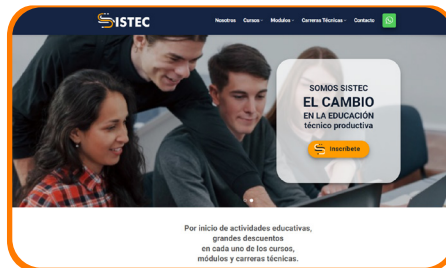 SISTEC
Nosotros Cursos Modulos Carreras Técnicas Contacto
SOMOS SISTEC
EL CAMBIO
EN LA EDUCACIÓN
técnico productiva
Inscríbete
Por inicio de actividades educativas,
grandes descuentos
en cada uno de los cursos,
módulos y carreras técnicas.